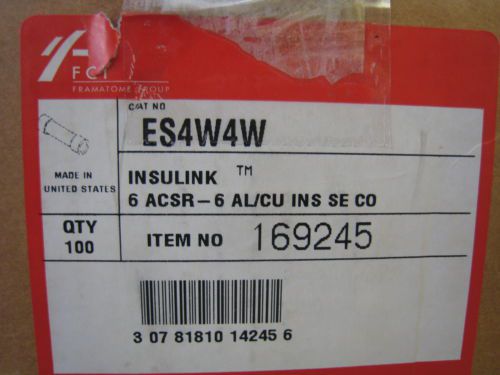 FCI
FRAMATOME GROUP
CAT NO
ES4W4W
MADE IN
UNITED STATES
INSULINK ™
6 ACSR-6 AL/CU INS SE CO
QTY
100
ITEM NO 169245
3 07 81810 14245 6